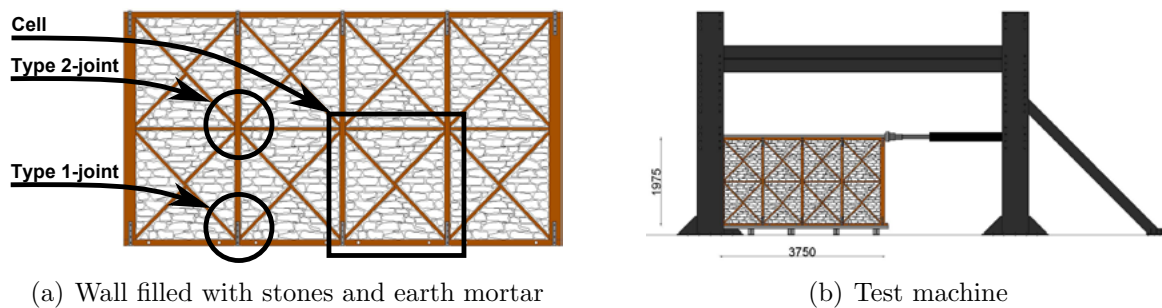 Cell
Type 2-joint
Type 1-joint
1975
3750
(a) Wall filled with stones and earth mortar
(b) Test machine